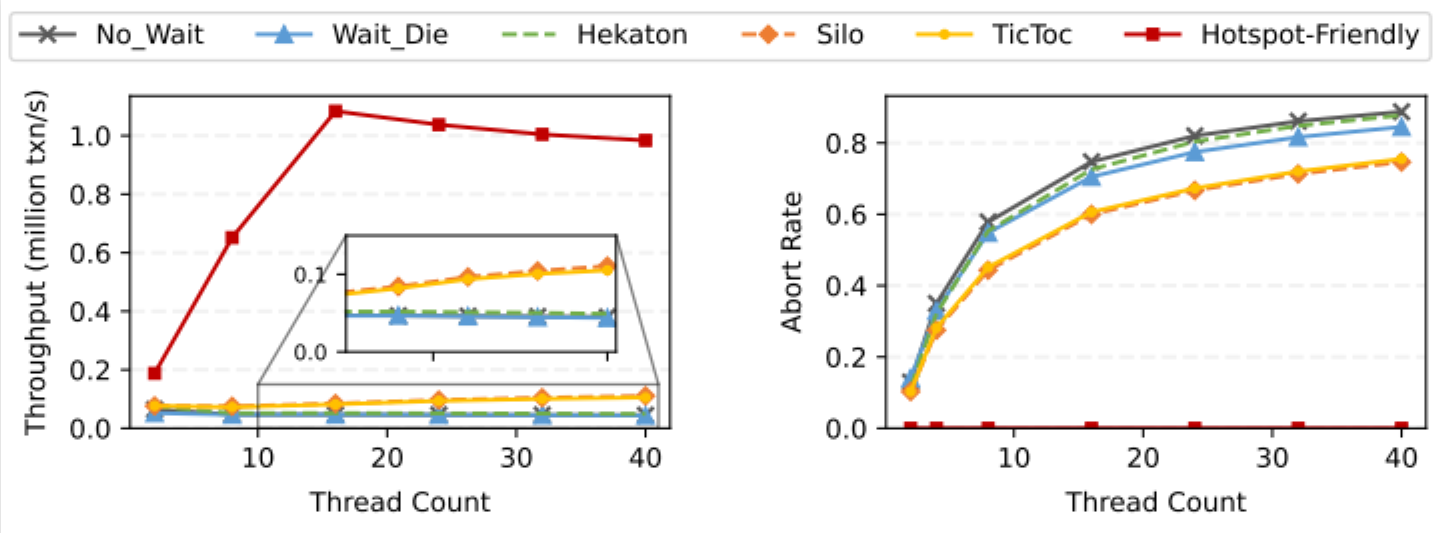 No_Wait Wait_Die Hekaton Silo TicToc Hotspot-Friendly
Throughput (million txn/s)
1.0
0.8
0.6
0.4
0.2
0.0
0.1
0.0
10 20 30 40
Thread Count
Abort Rate
0.8
0.6
0.4
0.2
0.0
10 20 30 40
Thread Count